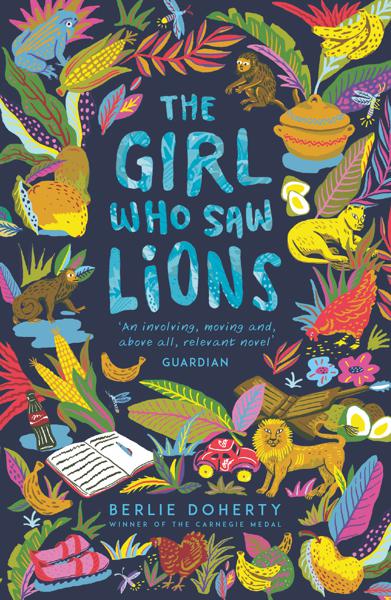 THE
GIRL
WHO SAW
LIONS
'An involving, moving and,
above all, relevant novel'
GUARDIAN
BERLIE DOHERTY
WINNER OF THE CARNEGIE MEDAL